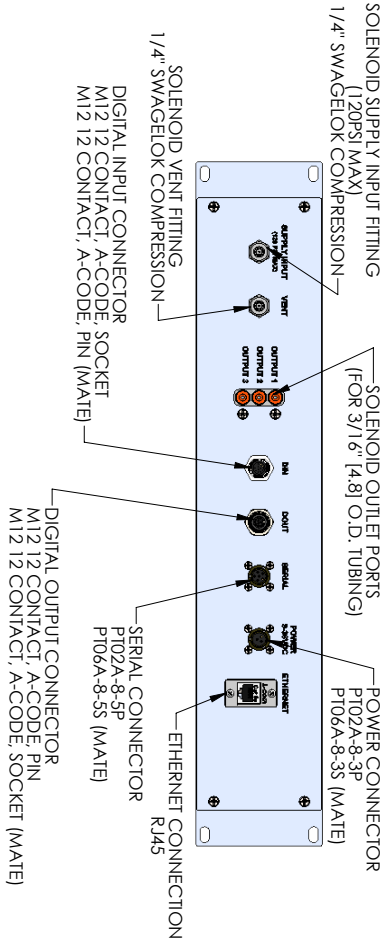 SOLENOID SUPPLY INPUT FITTING
(120PSI MAX)
1/4" SWAGELOK COMPRESSION
SOLENOID VENT FITTING
1/4" SWAGELOK COMPRESSION
DIGITAL INPUT CONNECTOR
M12 12 CONTACT, A-CODE, SOCKET
M12 12 CONTACT, A-CODE, PIN (MATE)
SOLENOID OUTLET PORTS
(FOR 3/16" [4.8] O.D. TUBING)
POWER CONNECTOR
PT02A-8-3P
PT06A-8-3S (MATE)
SUPPLY INPUT
VENT
OUTPUT 1
OUTPUT 2
OUTPUT 3
DIN
DOUT
SERIAL
POWER
ETHERNET
ETHERNET CONNECTION
RJ45
SERIAL CONNECTOR
PT02A-8-5P
PT06A-8-5S (MATE)
DIGITAL OUTPUT CONNECTOR
M12 12 CONTACT, A-CODE, PIN
M12 12 CONTACT, A-CODE, SOCKET (MATE)